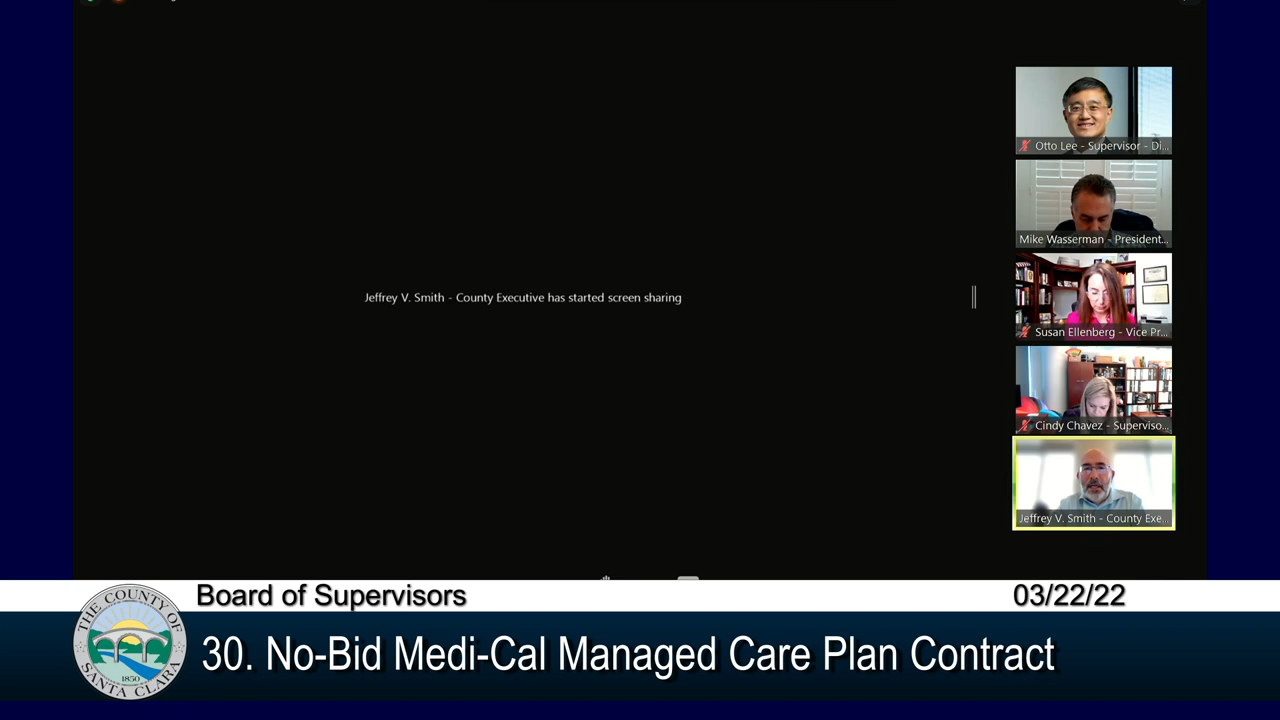 Jeffrey V. Smith - County Executive has started screen sharing
Otto Lee - Supervisor - Di...
Mike Wasserman - President...
Susan Ellenberg - Vice Pr...
Cindy Chavez - Superviso...
Jeffrey V. Smith - County Exe...
Board of Supervisors
03/22/22
THE COUNTY OF
SANTA CLARA
1850
30. No-Bid Medi-Cal Managed Care Plan Contract